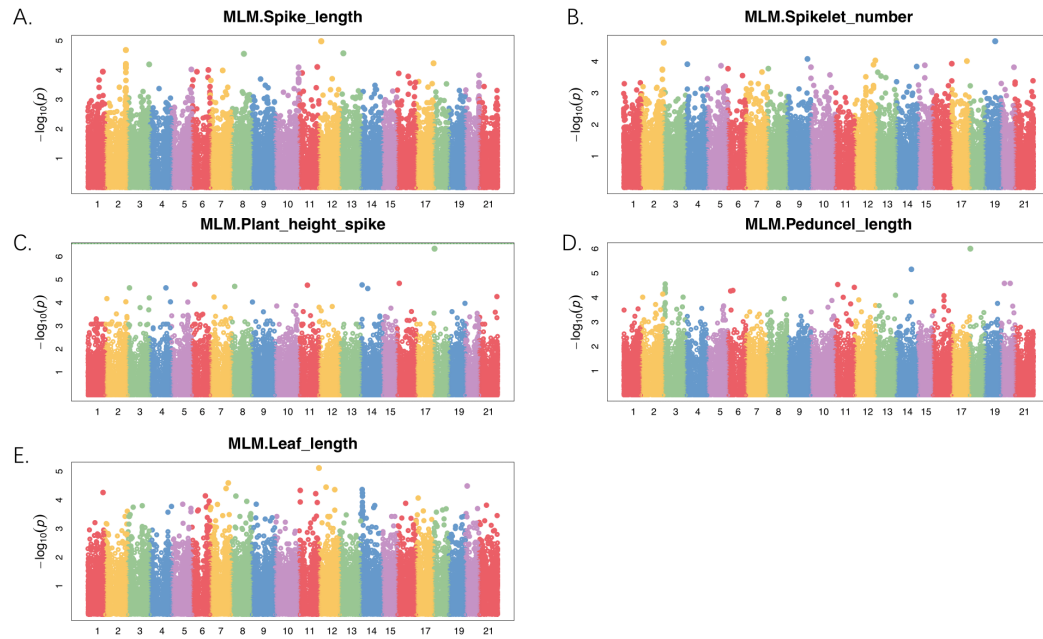 A.
MLM.Spike_length
−log10(p)
5
4
3
2
1
1 2 3 4 5 6 7 8 9 10 11 12 13 14 15 17 19 21
B.
MLM.Spikelet_number
−log10(p)
4
3
2
1
1 2 3 4 5 6 7 8 9 10 11 12 13 14 15 17 19 21
C.
MLM.Plant_height_spike
−log10(p)
6
5
4
3
2
1
1 2 3 4 5 6 7 8 9 10 11 12 13 14 15 17 19 21
D.
MLM.Peduncel_length
−log10(p)
6
5
4
3
2
1
1 2 3 4 5 6 7 8 9 10 11 12 13 14 15 17 19 21
E.
MLM.Leaf_length
−log10(p)
5
4
3
2
1
1 2 3 4 5 6 7 8 9 10 11 12 13 14 15 17 19 21